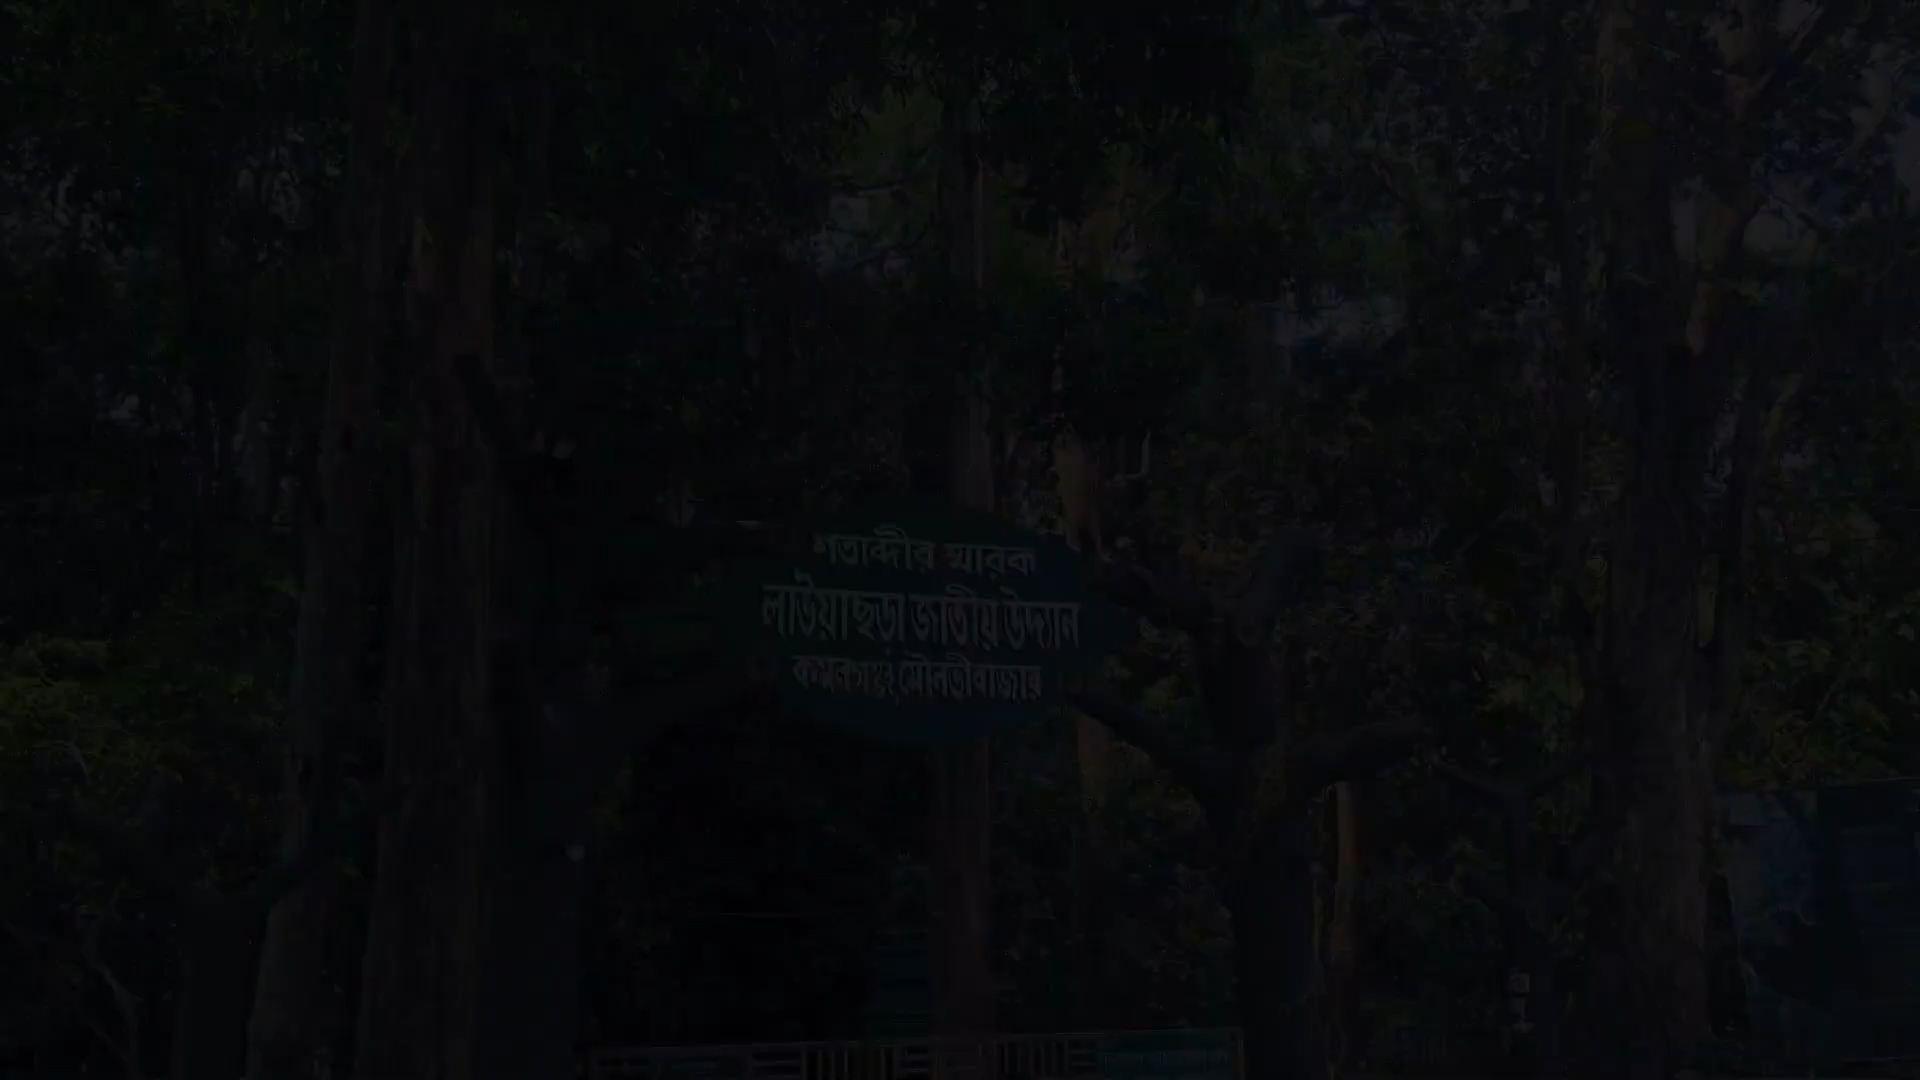 শতাব্দীর স্মারক
লাউয়াছড়া জাতীয় উদ্যান
কমলগঞ্জ, মৌলভীবাজার